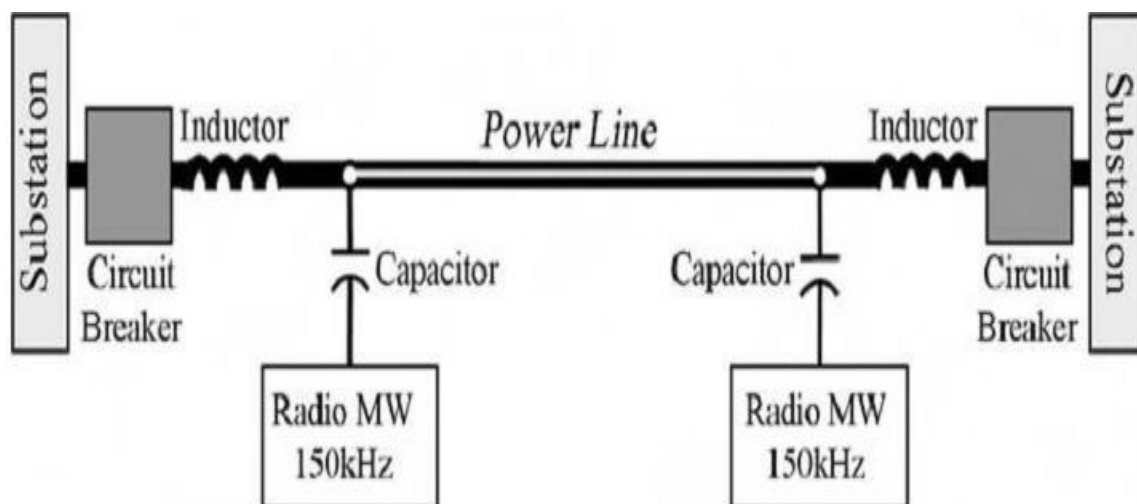 Substation
Inductor
Power Line
Inductor
Substation
Circuit
Breaker
Capacitor
Capacitor
Circuit
Breaker
Radio MW
150kHz
Radio MW
150kHz